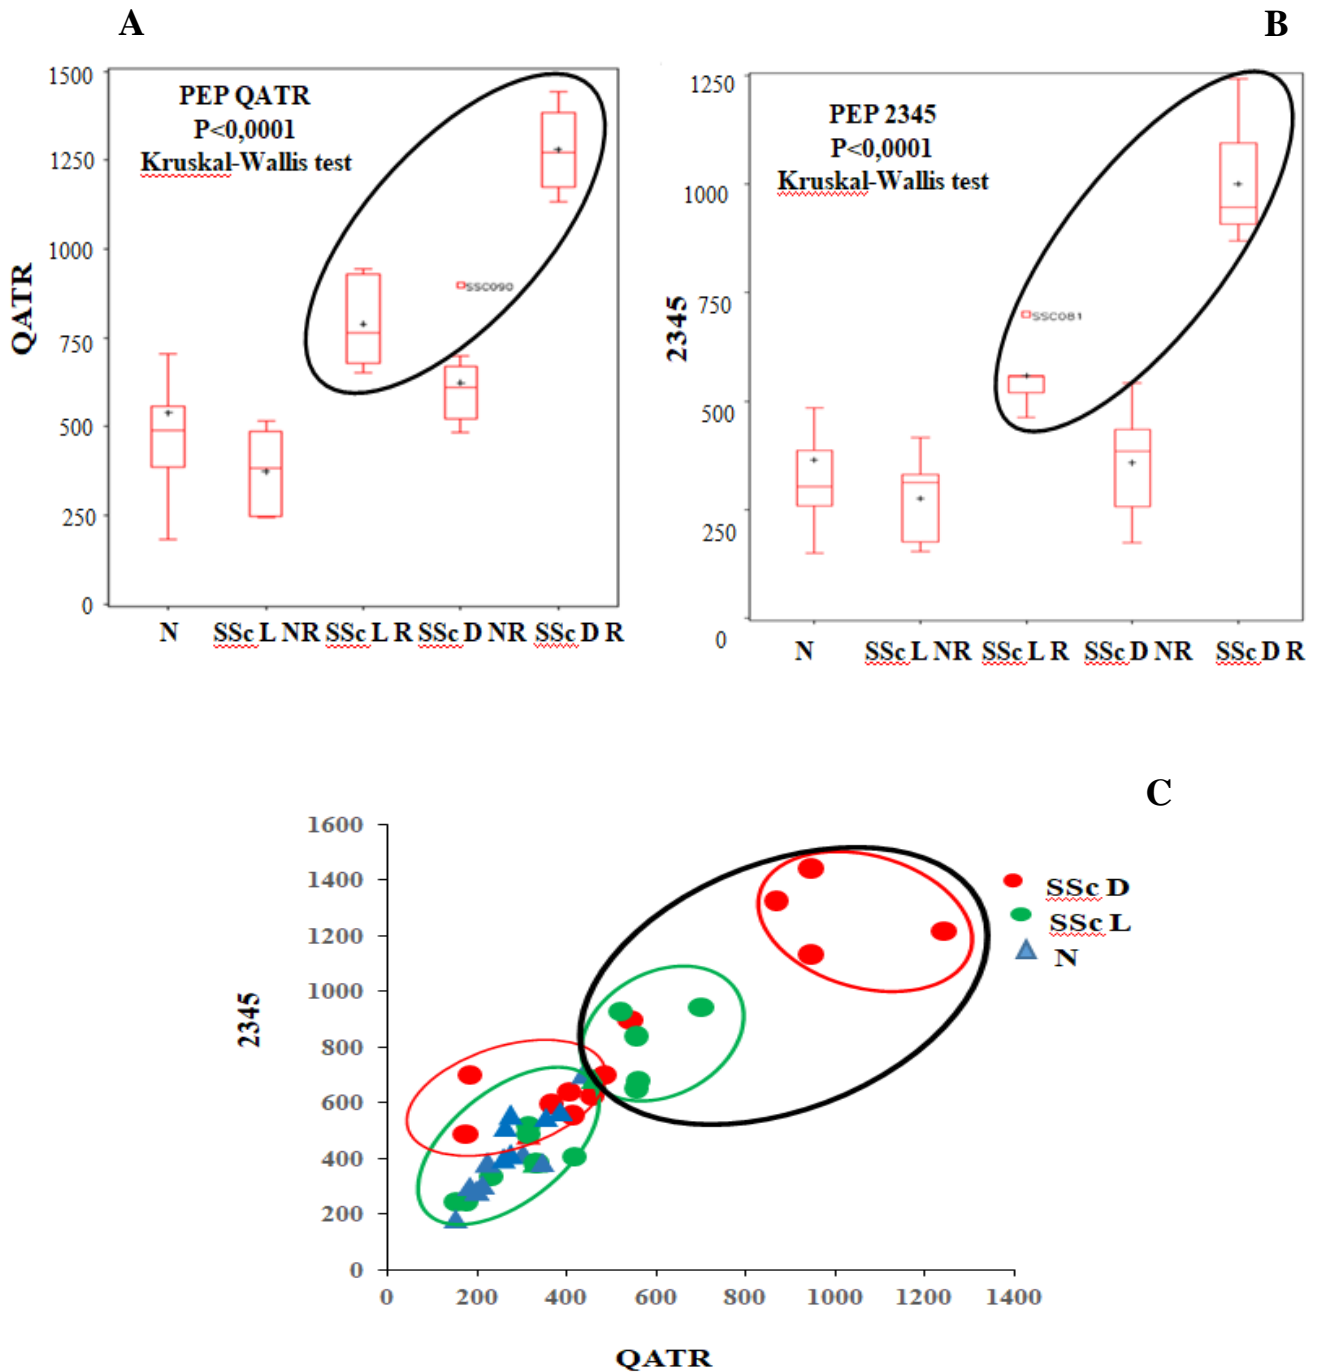 A
B
PEP QATR
P<0,0001
Kruskal-Wallis test
QATR
1500
1250
1000
750
500
250
0
SSC090
N SSc L NR SSc L R SSc D NR SSc D R
PEP 2345
P<0,0001
Kruskal-Wallis test
2345
1250
1000
750
500
250
0
SSC081
N SSc L NR SSc L R SSc D NR SSc D R
C
1600
1400
1200
1000
800
600
400
200
0
2345
0 200 400 600 800 1000 1200 1400
QATR
SSc D
SSc L
N